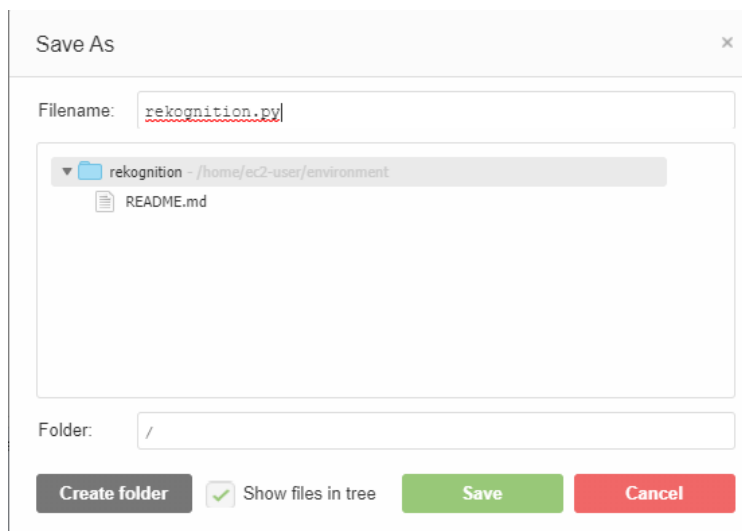 Save As ×
Filename: rekognition.py
rekognition - /home/ec2-user/environment
README.md
Folder: /
Create folder Show files in tree Save Cancel